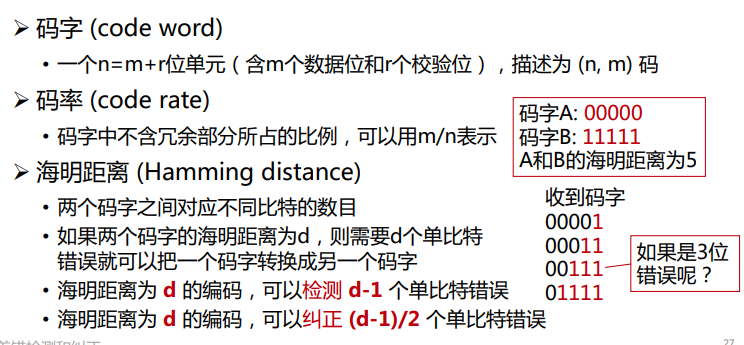 ➢ 码字 (code word)
• 一个n=m+r位单元（含m个数据位和r个校验位），描述为 (n, m) 码
➢ 码率 (code rate)
• 码字中不含冗余部分所占的比例，可以用m/n表示
➢ 海明距离 (Hamming distance)
• 两个码字之间对应不同比特的数目
• 如果两个码字的海明距离为d，则需要d个单比特
错误就可以把一个码字转换成另一个码字
• 海明距离为 d 的编码，可以检测 d-1 个单比特错误
• 海明距离为 d 的编码，可以纠正 (d-1)/2 个单比特错误
码字A: 00000
码字B: 11111
A和B的海明距离为5
收到码字
00001
00011
00111
01111
如果是3位
错误呢？
27